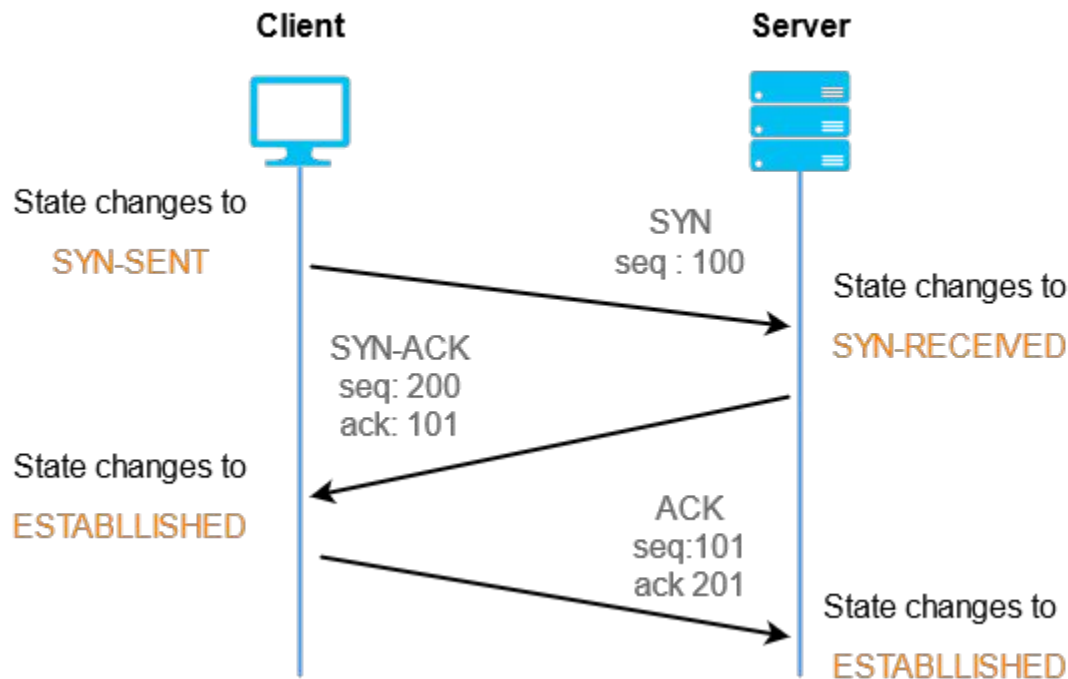 Client
Server
State changes to
SYN-SENT
SYN
seq : 100
State changes to
SYN-RECEIVED
SYN-ACK
seq: 200
ack: 101
State changes to
ESTABLLISHED
ACK
seq:101
ack 201
State changes to
ESTABLLISHED